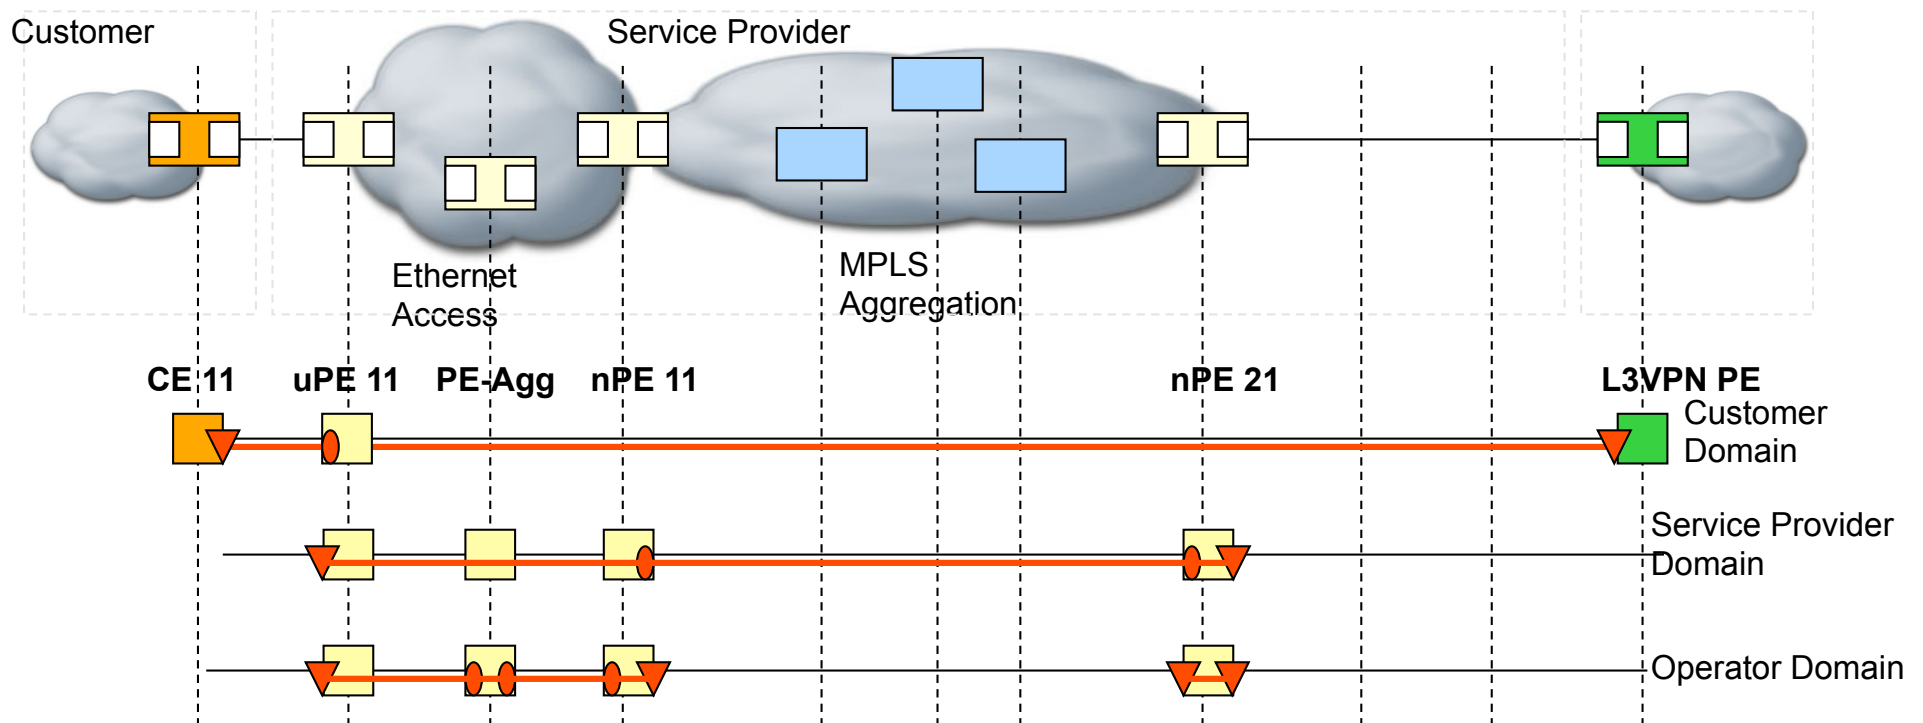 Customer
Service Provider
Ethernet
Access
MPLS
Aggregation
CE 11
uPE 11
PE-Agg
nPE 11
nPE 21
L3VPN PE
Customer
Domain
Service Provider
Domain
Operator Domain